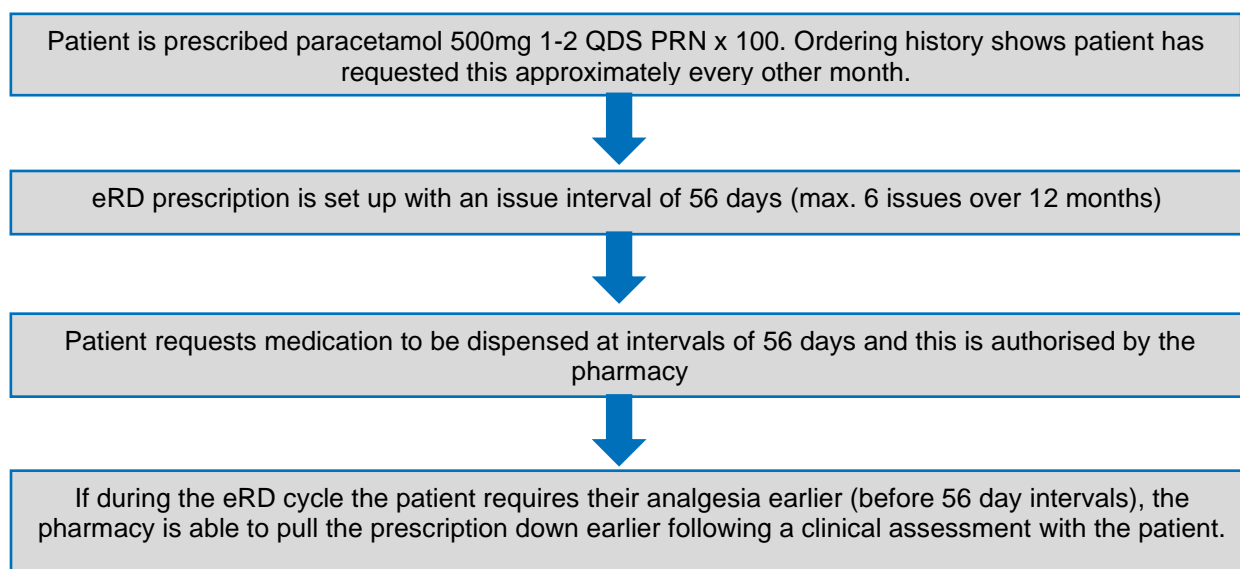 Patient is prescribed paracetamol 500mg 1-2 QDS PRN x 100. Ordering history shows patient has
requested this approximately every other month.
eRD prescription is set up with an issue interval of 56 days (max. 6 issues over 12 months)
Patient requests medication to be dispensed at intervals of 56 days and this is authorised by the
pharmacy
If during the eRD cycle the patient requires their analgesia earlier (before 56 day intervals), the
pharmacy is able to pull the prescription down earlier following a clinical assessment with the patient.